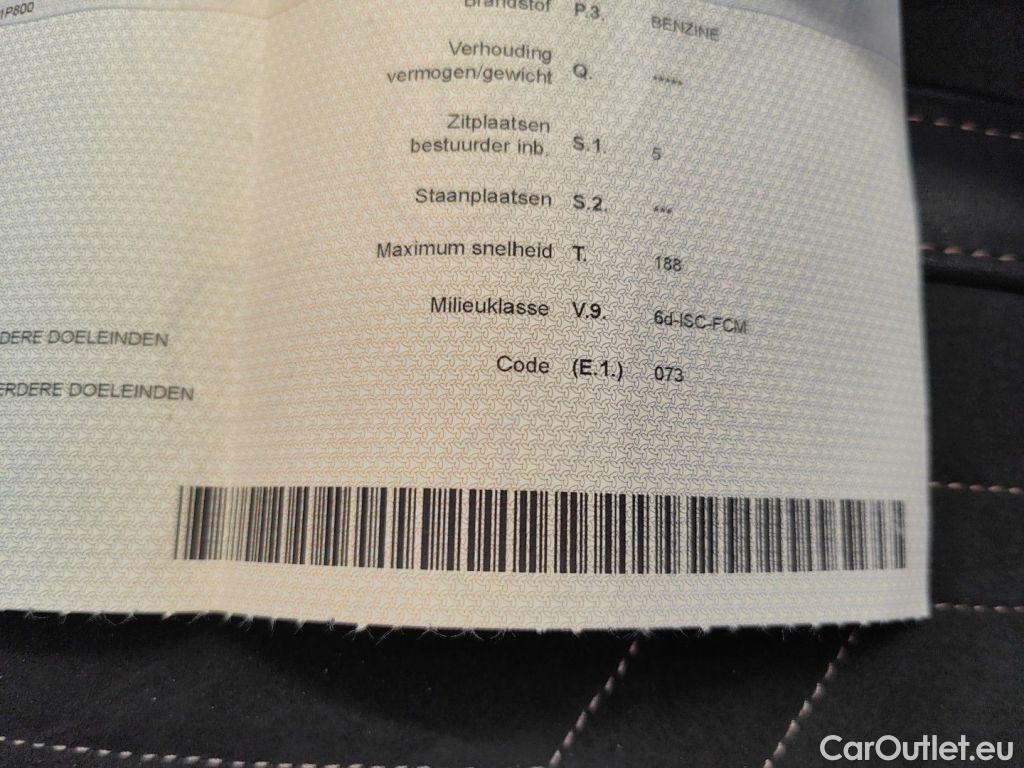 1P800
Brandstof P.3. BENZINE
Verhouding
vermogen/gewicht Q. *****
Zitplaatsen
bestuurder inb. S.1. 5
Staanplaatsen S.2. ***
Maximum snelheid T. 188
Milieuklasse V.9. 6d-ISC-FCM
DERE DOELEINDEN
Code (E.1.) 073
ERDERE DOELEINDEN
CarOutlet.eu